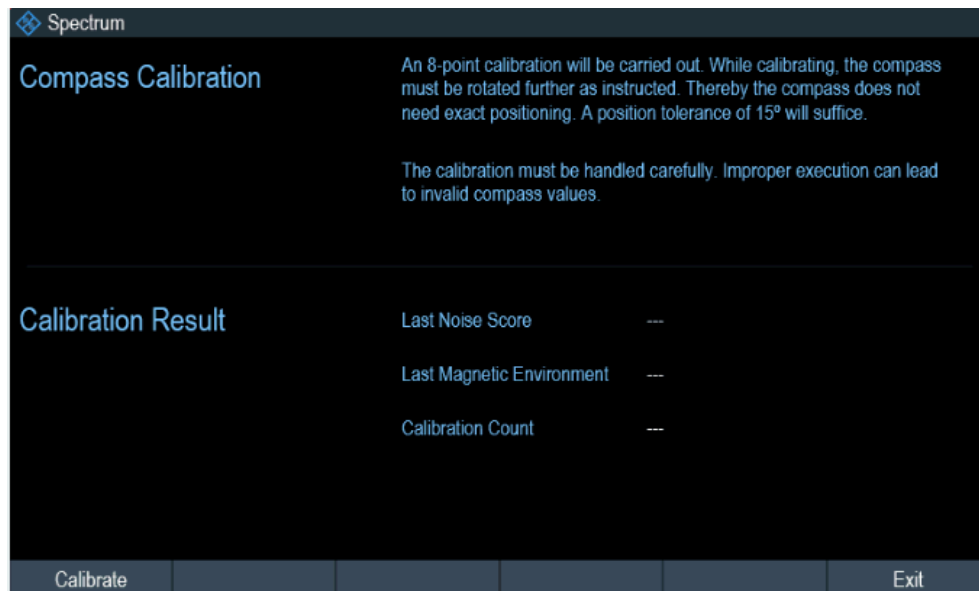 Spectrum
Compass Calibration
An 8-point calibration will be carried out. While calibrating, the compass
must be rotated further as instructed. Thereby the compass does not
need exact positioning. A position tolerance of 15º will suffice.
The calibration must be handled carefully. Improper execution can lead
to invalid compass values.
Calibration Result
Last Noise Score ---
Last Magnetic Environment ---
Calibration Count ---
Calibrate Exit